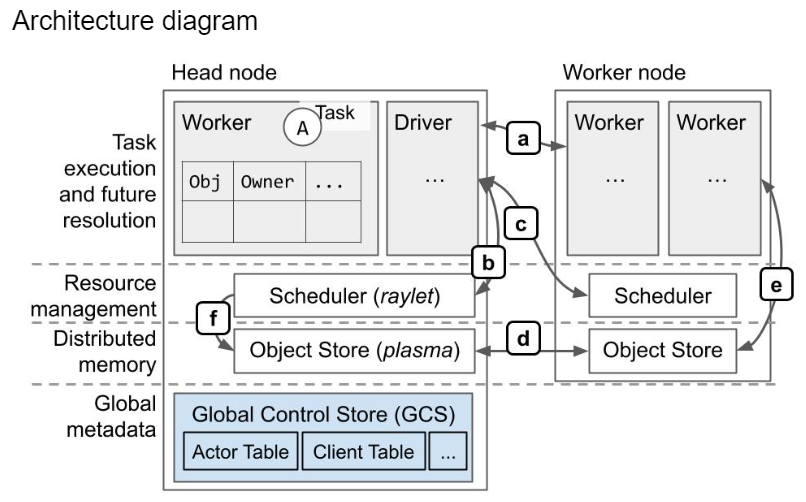 Architecture diagram
Head node
Worker node
Task
execution
and future
resolution
Worker
A
Task
Obj
Owner
...
Driver
...
a
Worker
...
Worker
...
b
c
e
Resource
management
Scheduler (raylet)
Scheduler
f
Distributed
memory
Object Store (plasma)
d
Object Store
Global
metadata
Global Control Store (GCS)
Actor Table
Client Table
...